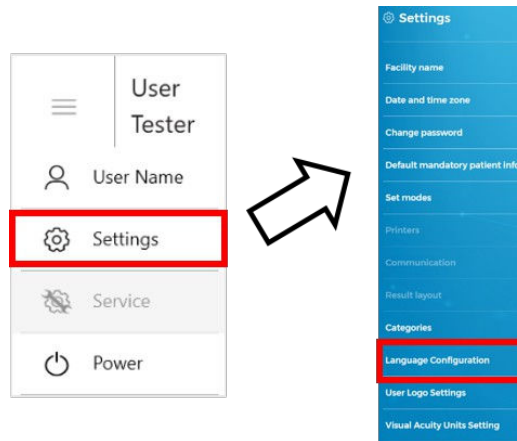 User
Tester
User Name
Settings
Service
Power
Settings
Facility name
Date and time zone
Change password
Default mandatory patient info
Set modes
Printers
Communication
Result layout
Categories
Language Configuration
User Logo Settings
Visual Acuity Units Setting